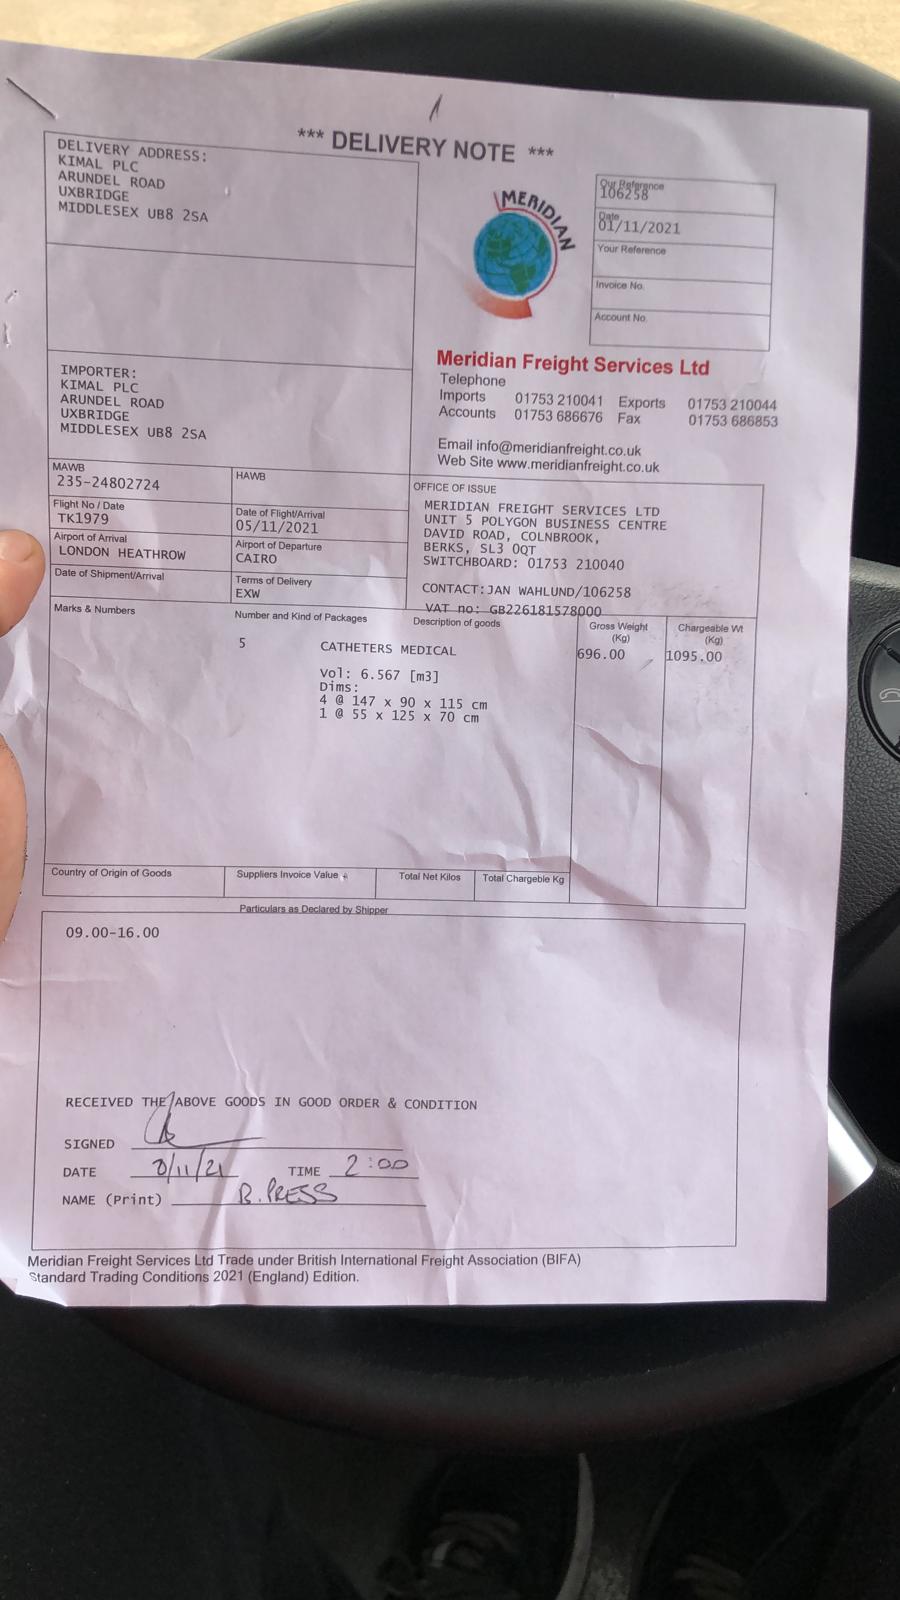 *** DELIVERY NOTE ***
DELIVERY ADDRESS:
KIMAL PLC
ARUNDEL ROAD
UXBRIDGE
MIDDLESEX UB8 2SA
MERIDIAN
Our Reference
106258
Date
01/11/2021
Your Reference
Invoice No.
Account No.
IMPORTER:
KIMAL PLC
ARUNDEL ROAD
UXBRIDGE
MIDDLESEX UB8 2SA
Meridian Freight Services Ltd
Telephone
Imports 01753 210041 Exports 01753 210044
Accounts 01753 686676 Fax 01753 686853
Email info@meridianfreight.co.uk
Web Site www.meridianfreight.co.uk
MAWB
235-24802724
HAWB
Flight No / Date
TK1979
Date of Flight/Arrival
05/11/2021
Airport of Arrival
LONDON HEATHROW
Airport of Departure
CAIRO
Date of Shipment/Arrival
Terms of Delivery
EXW
OFFICE OF ISSUE
MERIDIAN FREIGHT SERVICES LTD
UNIT 5 POLYGON BUSINESS CENTRE
DAVID ROAD, COLNBROOK,
BERKS, SL3 0QT
SWITCHBOARD: 01753 210040
CONTACT:JAN WAHLUND/106258
VAT no: GB226181578000
Marks & Numbers Number and Kind of Packages Description of goods Gross Weight (Kg) Chargeable Wt (Kg)
5 CATHETERS MEDICAL 696.00 1095.00
Vol: 6.567 [m3]
Dims:
4 @ 147 x 90 x 115 cm
1 @ 55 x 125 x 70 cm
Country of Origin of Goods Suppliers Invoice Value Total Net Kilos Total Chargeable Kg
Particulars as Declared by Shipper
09.00-16.00
RECEIVED THE ABOVE GOODS IN GOOD ORDER & CONDITION
SIGNED
DATE /11/21 TIME 2:00
NAME (Print) B. PRESS
Meridian Freight Services Ltd Trade under British International Freight Association (BIFA)
Standard Trading Conditions 2021 (England) Edition.